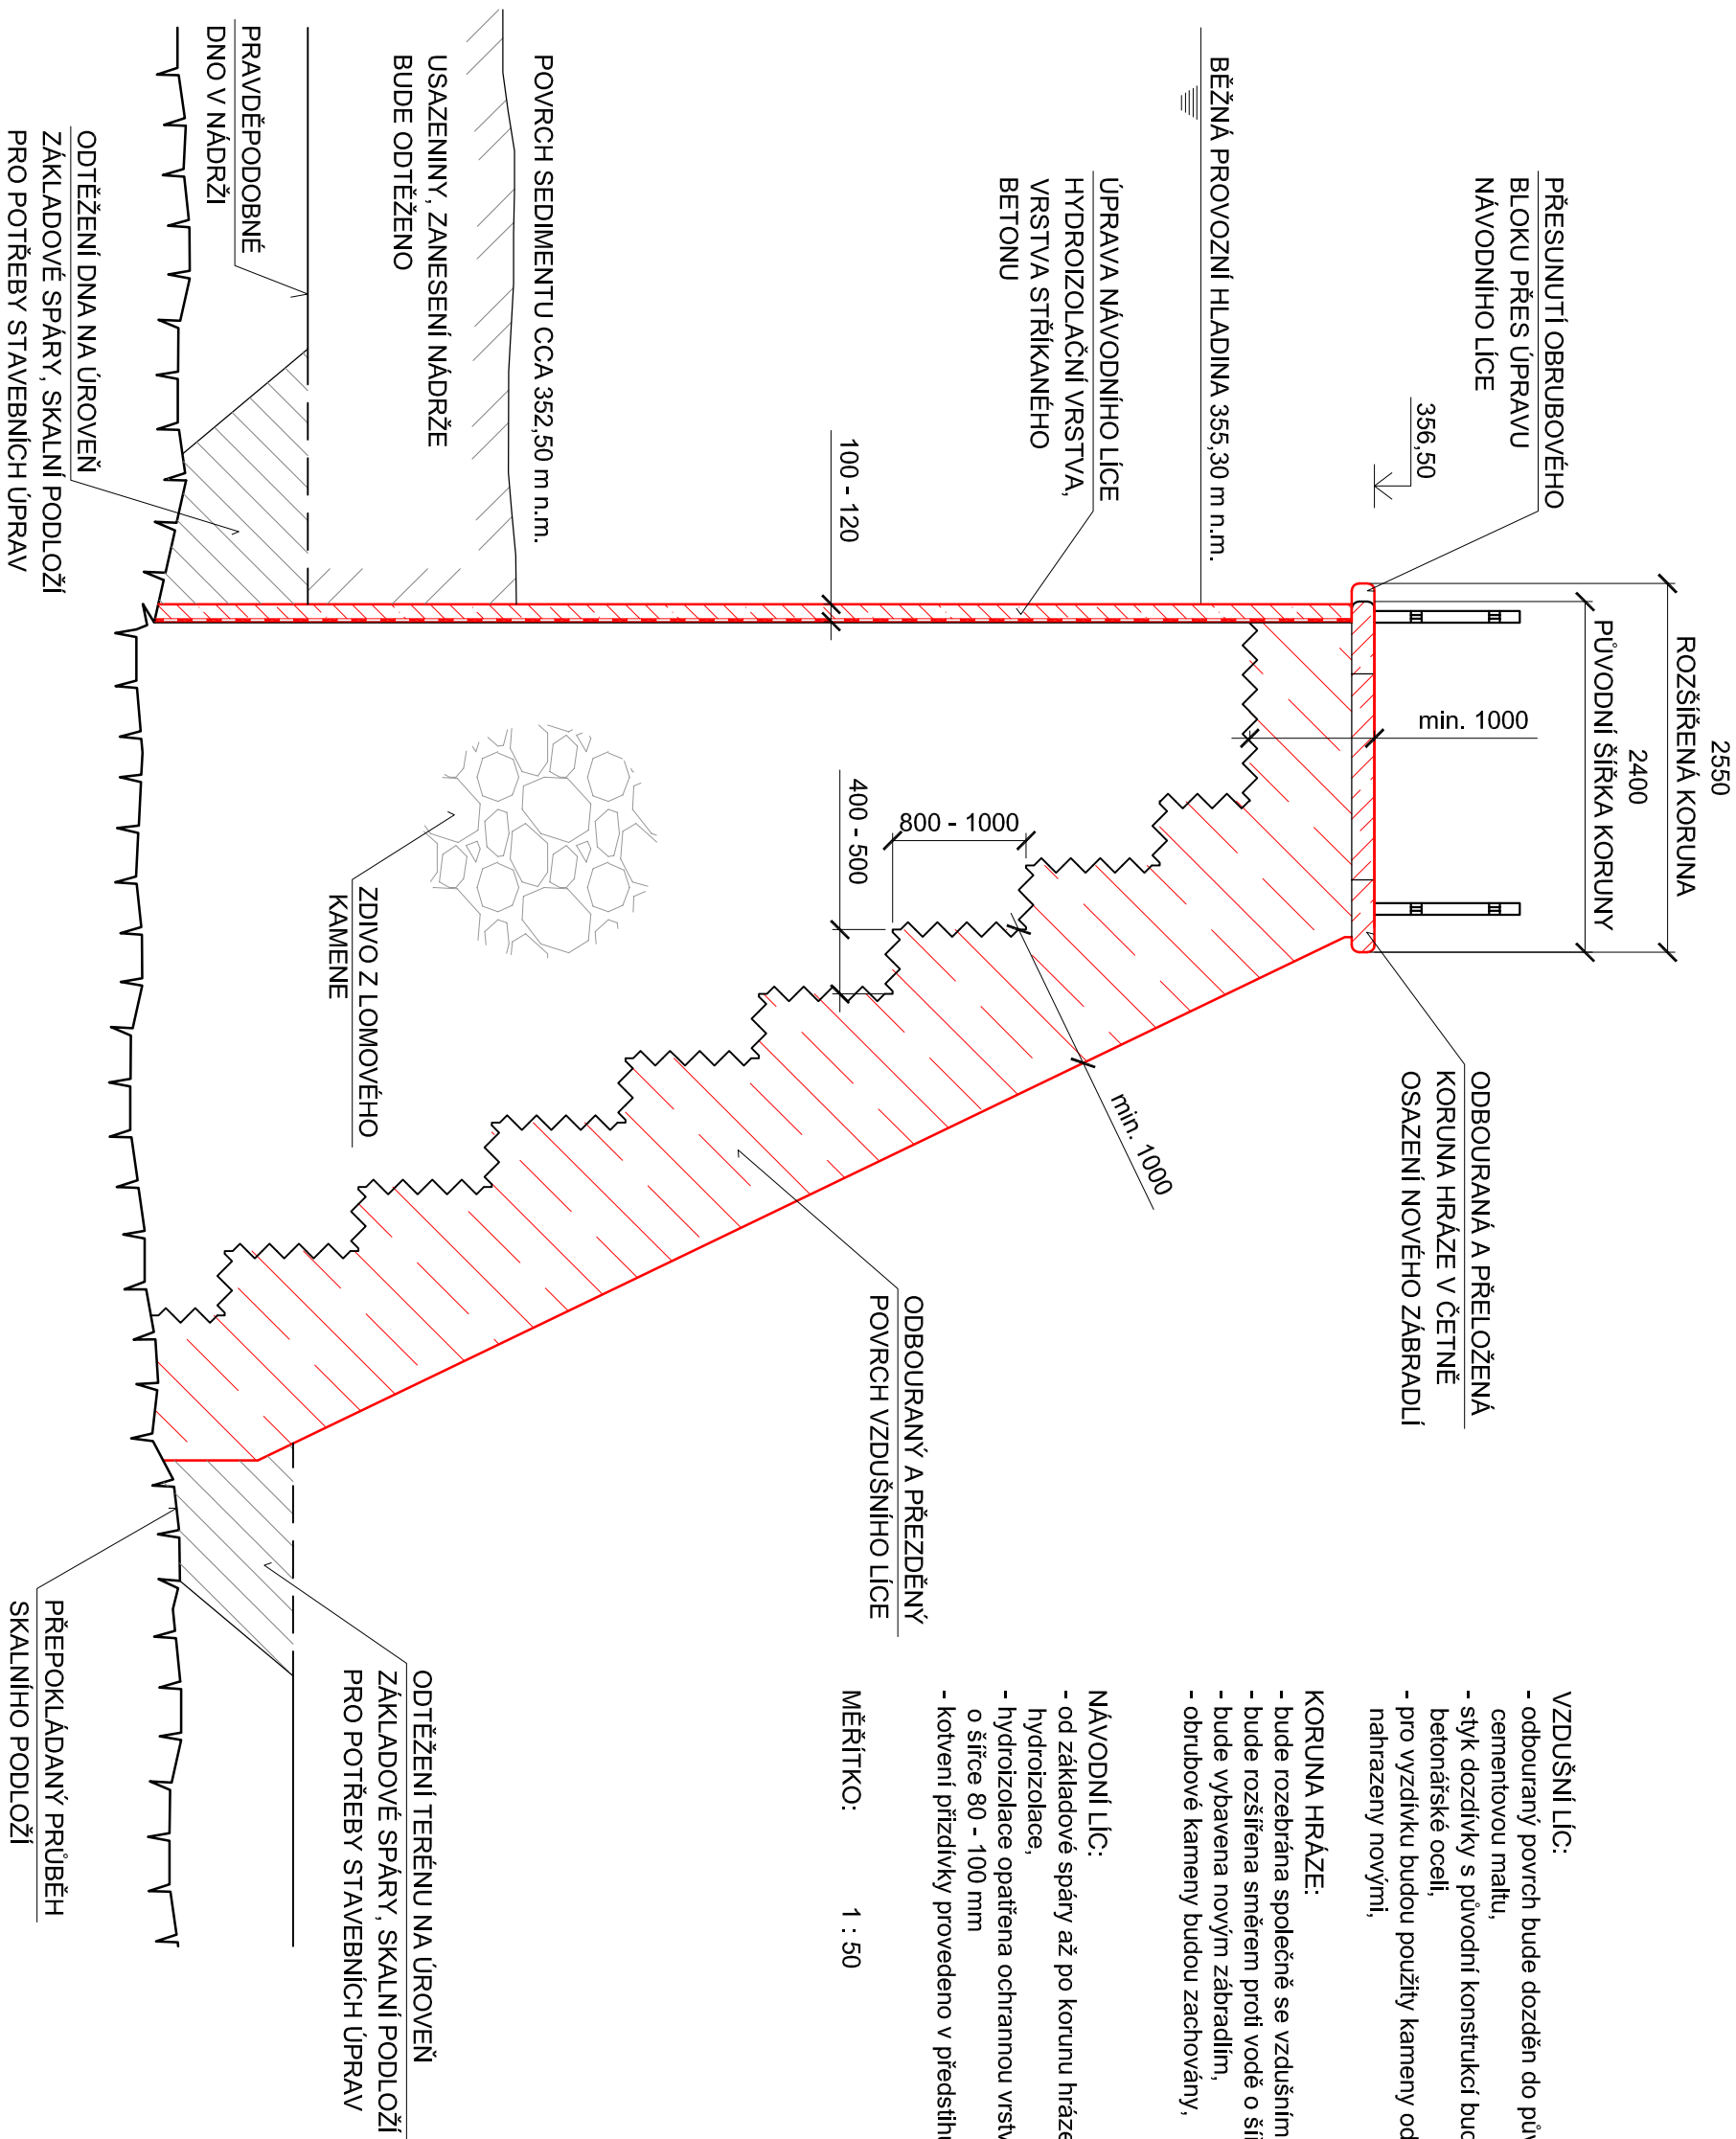 2550
ROZŠÍŘENÁ KORUNA
2400
PŮVODNÍ ŠÍŘKA KORUNY
PŘESUNUTÍ OBRUBOVÉHO
BLOKU PŘES ÚPRAVU
NÁVODNÍHO LÍCE
356,50
min. 1000
ODBOURANÁ A PŘELOŽENÁ
KORUNA HRÁZE V ČETNĚ
OSAZENÍ NOVÉHO ZÁBRADLÍ
BĚŽNÁ PROVOZNÍ HLADINA 355,30 m n.m.
ÚPRAVA NÁVODNÍHO LÍCE
HYDROIZOLAČNÍ VRSTVA,
VRSTVA STŘÍKANÉHO
BETONU
min. 1000
800 - 1000
400 - 500
100 - 120
ODBOURANÝ A PŘEZDĚNÝ
POVRCH VZDUŠNÍHO LÍCE
POVRCH SEDIMENTU CCA 352,50 m n.m.
USAZENINY, ZANESENÍ NÁDRŽE
BUDE ODTĚŽENO
ZDIVO Z LOMOVÉHO
KAMENE
PRAVDĚPODOBNÉ
DNO V NÁDRŽI
ODTĚŽENÍ DNA NA ÚROVEŇ
ZÁKLADOVÉ SPÁRY, SKALNÍ PODLOŽÍ
PRO POTŘEBY STAVEBNÍCH ÚPRAV
ODTĚŽENÍ TERÉNU NA ÚROVEŇ
ZÁKLADOVÉ SPÁRY, SKALNÍ PODLOŽÍ
PRO POTŘEBY STAVEBNÍCH ÚPRAV
PŘEPOKLÁDANÝ PRŮBĚH
SKALNÍHO PODLOŽÍ
VZDUŠNÍ LÍC:
- odbouraný povrch bude dozděn do pův
cementovou maltu,
- styk dozdívky s původní konstrukcí bud
betonářské oceli,
- pro vyzdívku budou použity kameny od
nahrazeny novými,
KORUNA HRÁZE:
- bude rozebrána společně se vzdušním
- bude rozšířena směrem proti vodě o šíř
- bude vybavena novým zábradlím,
- obrubové kameny budou zachovány,
NÁVODNÍ LÍC:
- od základové spáry až po korunu hráze
hydroizolace,
- hydroizolace opatřena ochrannou vrstv
o šířce 80 - 100 mm
- kotvení přizdívky provedeno v předstihu
MĚŘÍTKO: 1 : 50